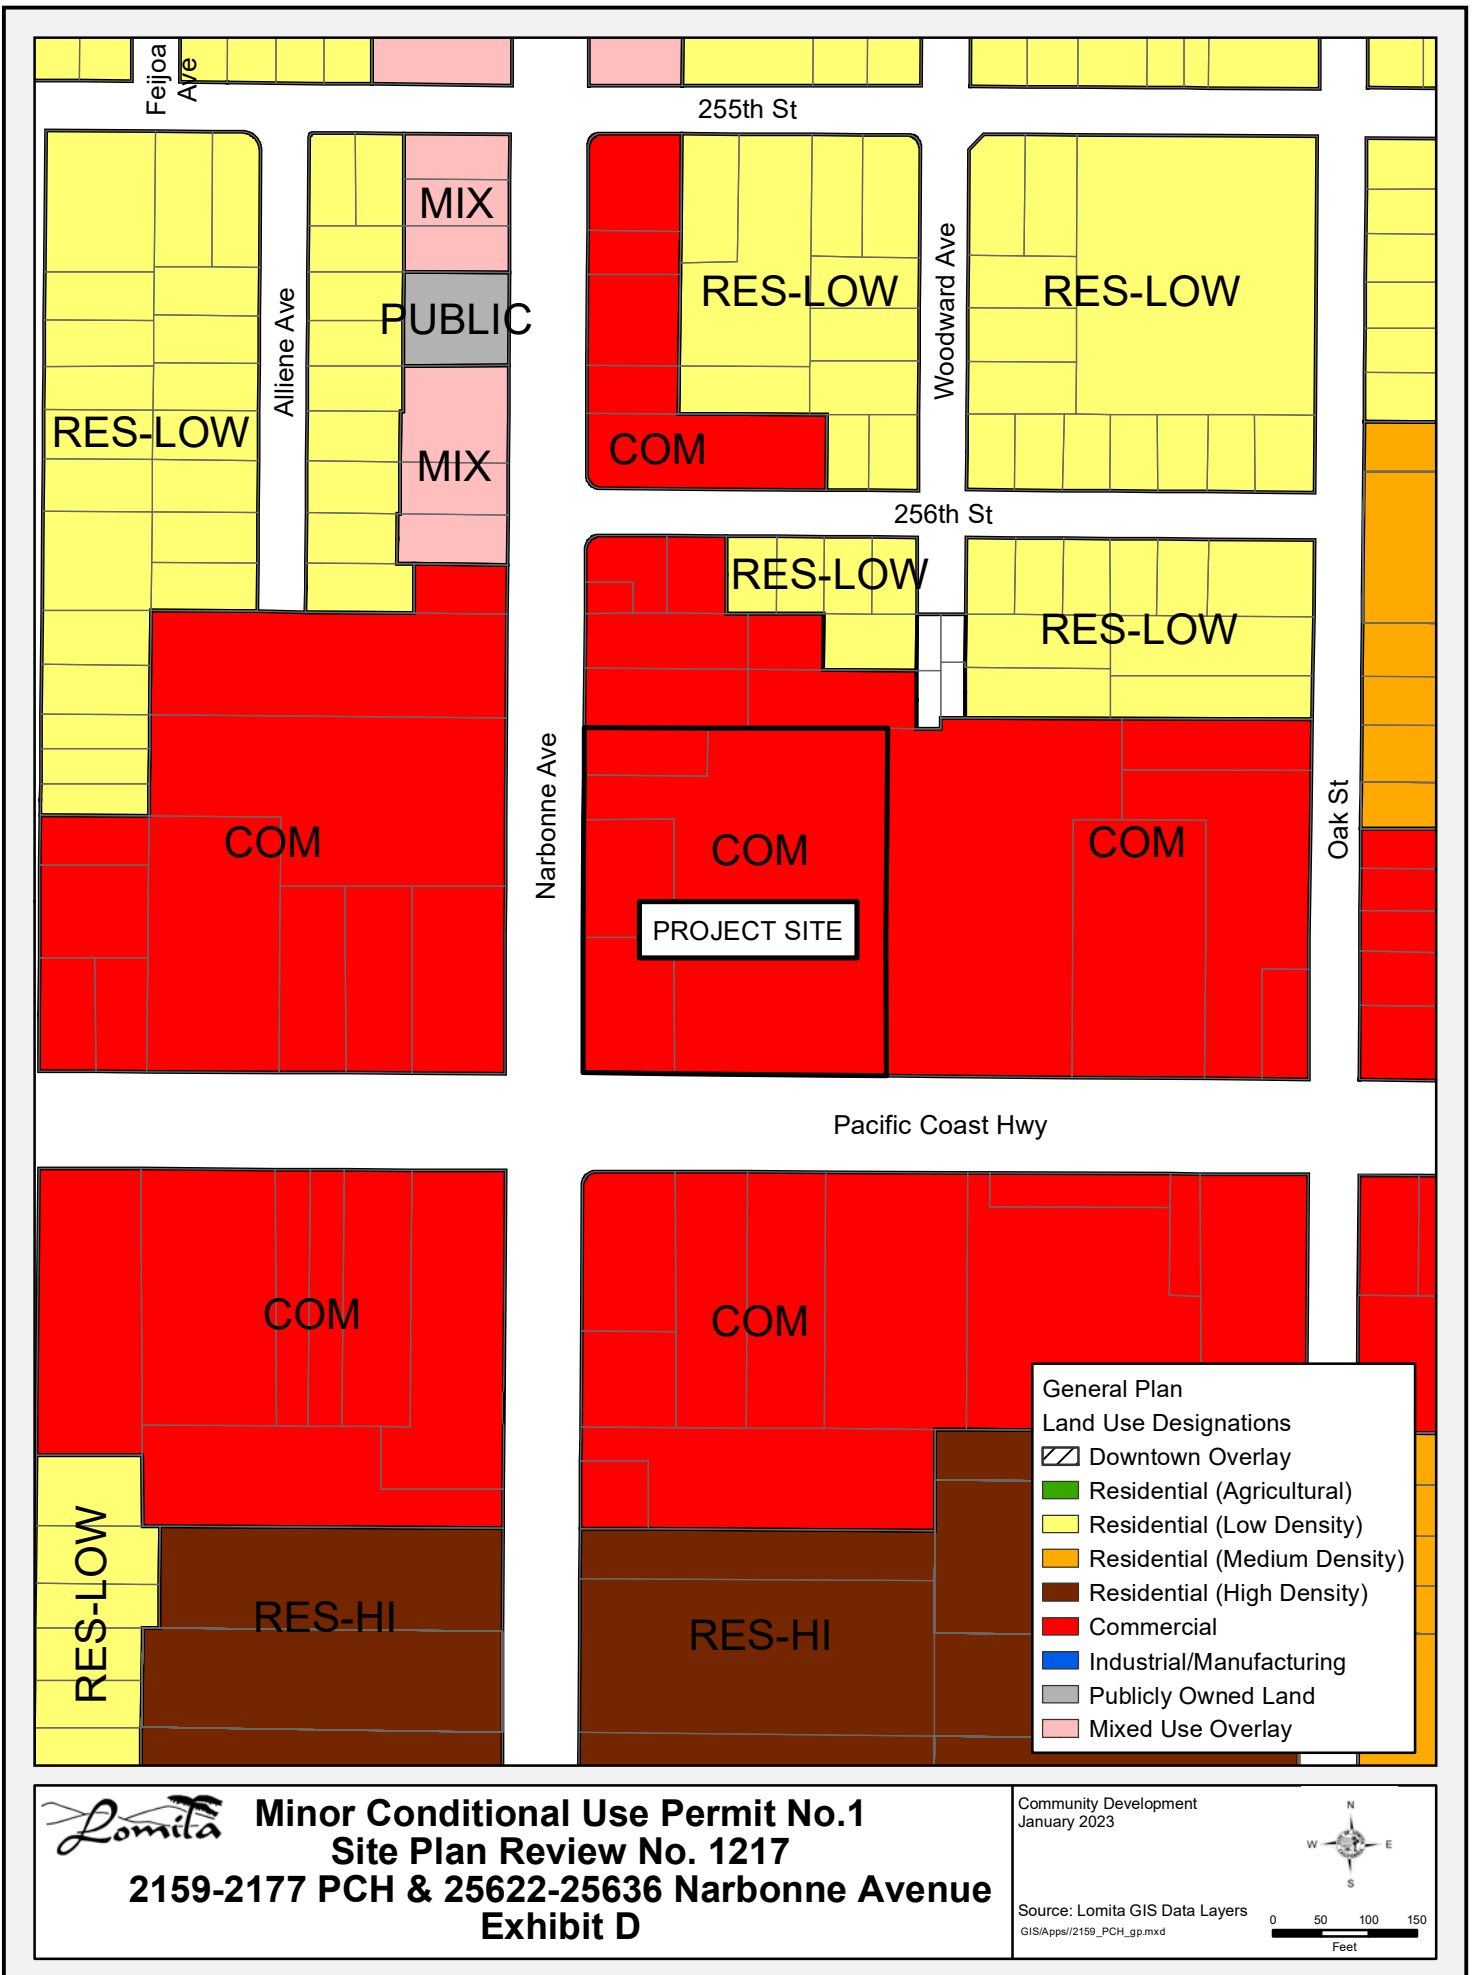 Feijoa
Ave
255th St
MIX
PUBLIC
Alliene Ave
RES-LOW
MIX
RES-LOW
Woodward Ave
RES-LOW
COM
256th St
RES-LOW
RES-LOW
Narbonne Ave
COM
COM
COM
Oak St
PROJECT SITE
Pacific Coast Hwy
COM
COM
RES-LOW
RES-HI
RES-HI
General Plan
Land Use Designations
Downtown Overlay
Residential (Agricultural)
Residential (Low Density)
Residential (Medium Density)
Residential (High Density)
Commercial
Industrial/Manufacturing
Publicly Owned Land
Mixed Use Overlay
Lomita
Minor Conditional Use Permit No.1
Site Plan Review No. 1217
2159-2177 PCH & 25622-25636 Narbonne Avenue
Exhibit D
Community Development
January 2023
N
W E
S
Source: Lomita GIS Data Layers
GIS/Apps//2159_PCH_gp.mxd
0 50 100 150
Feet